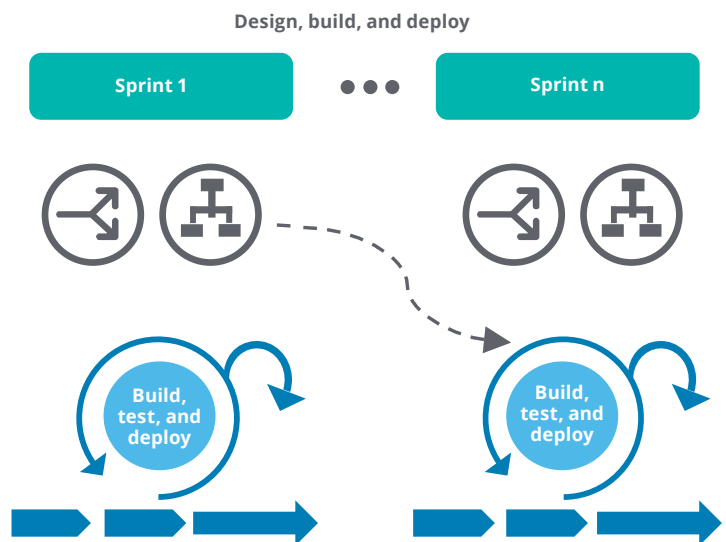 Design, build, and deploy
Sprint 1
Sprint n
Build,
test, and
deploy
Build,
test, and
deploy